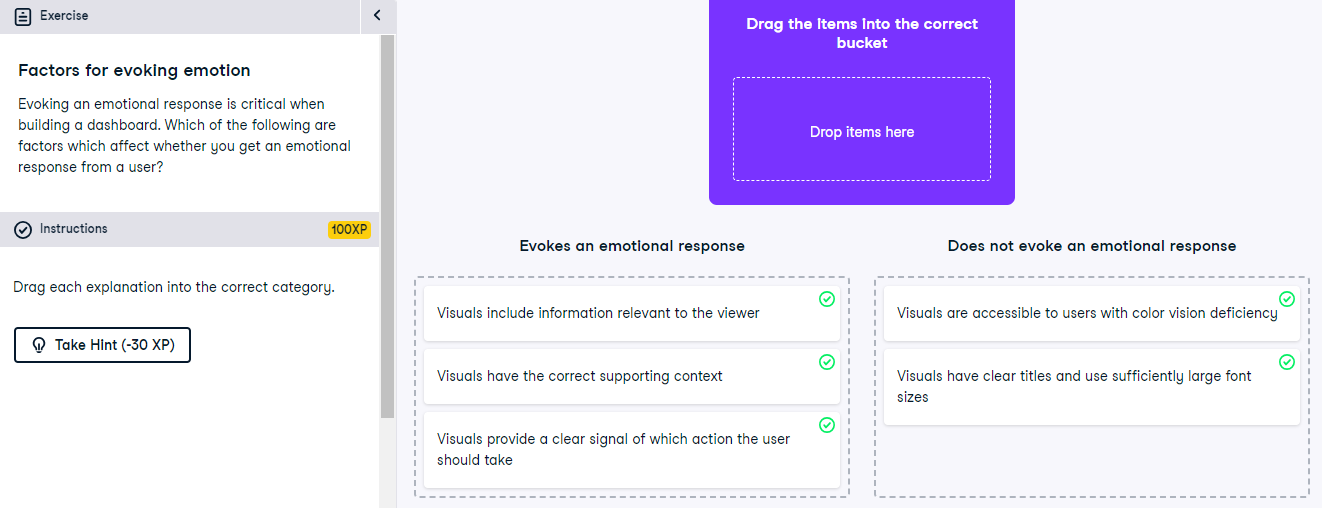 Exercise
Factors for evoking emotion
Evoking an emotional response is critical when
building a dashboard. Which of the following are
factors which affect whether you get an emotional
response from a user?
Instructions
100XP
Drag each explanation into the correct category.
Take Hint (-30 XP)
Drag the items into the correct
bucket
Drop items here
Evokes an emotional response
Visuals include information relevant to the viewer
Visuals have the correct supporting context
Visuals provide a clear signal of which action the user
should take
Does not evoke an emotional response
Visuals are accessible to users with color vision deficiency
Visuals have clear titles and use sufficiently large font
sizes